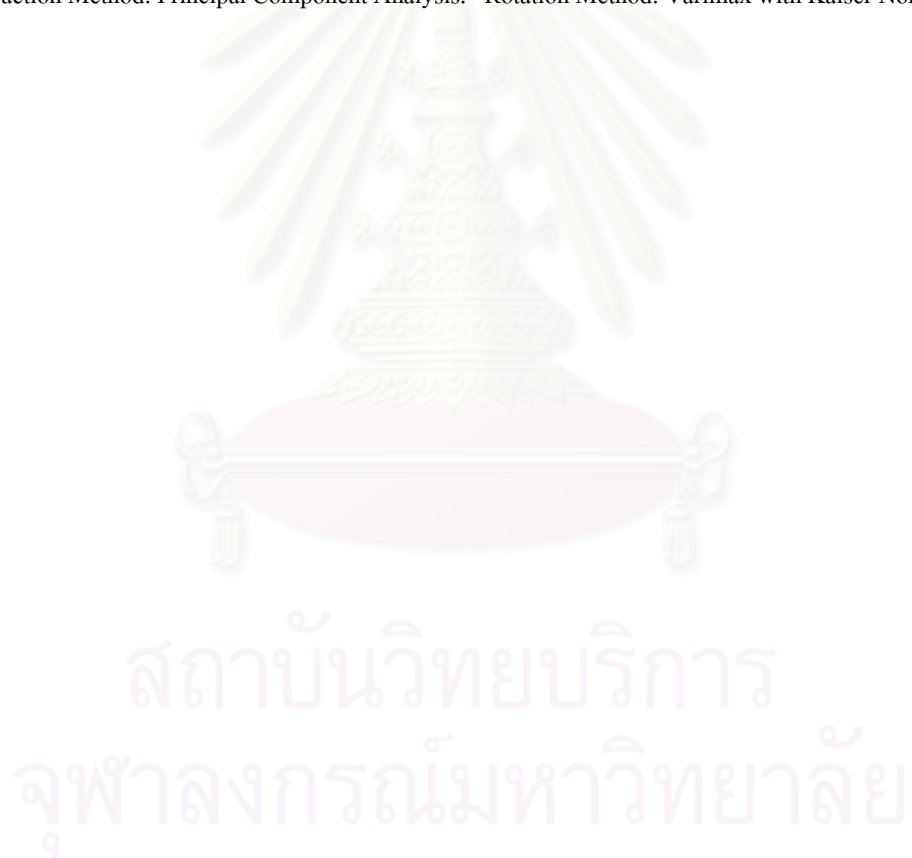 raction Method: Principal Component Analysis. Rotation Method: Varimax with Kaiser Nor
สถาบันวิทยบริการ
จุฬาลงกรณ์มหาวิทยาลัย